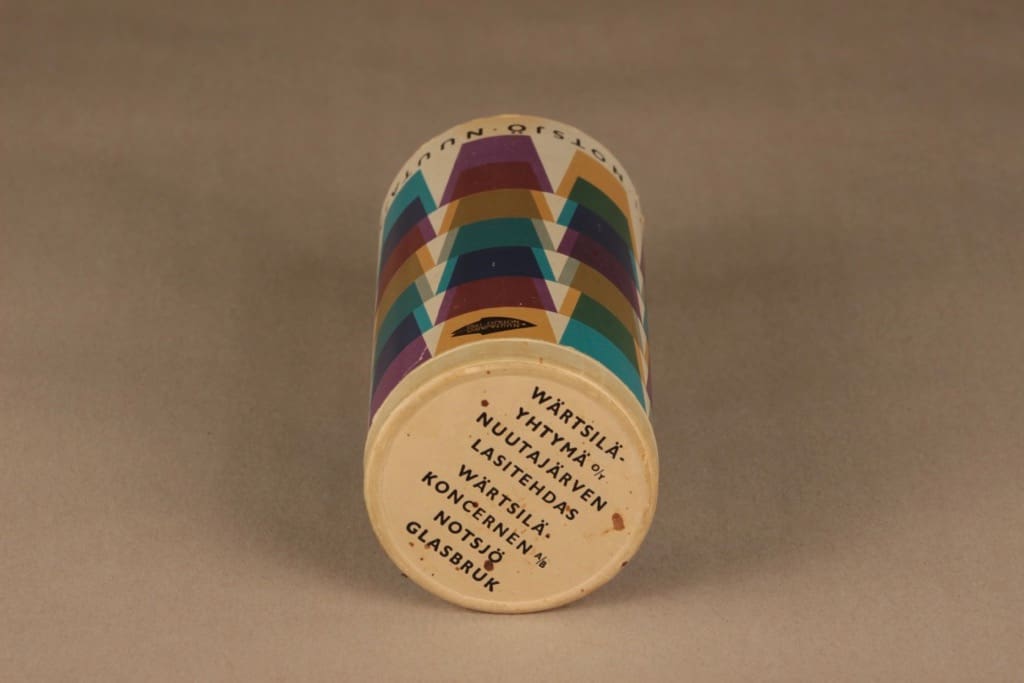 NOTSJÖ · NUUTA
WÄRTSILÄ-
YHTYMÄ O/Y
NUUTAJÄRVEN
LASITEHDAS
WÄRTSILÄ-
KONCERNEN A/B
NOTSJÖ
GLASBRUK